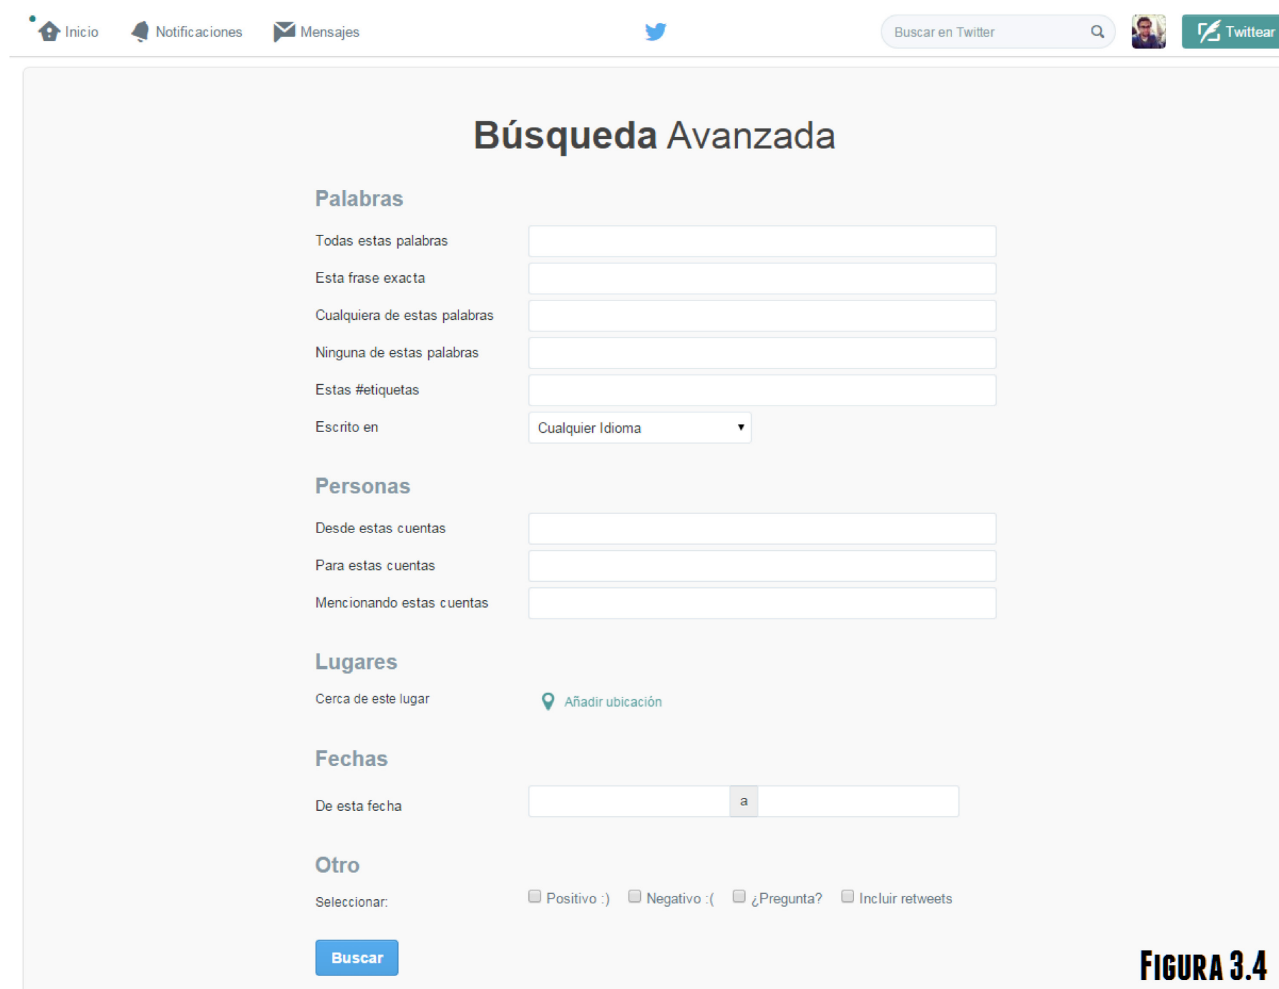 Inicio Notificaciones Mensajes Buscar en Twitter Twittear
Búsqueda Avanzada
Palabras
Todas estas palabras
Esta frase exacta
Cualquiera de estas palabras
Ninguna de estas palabras
Estas #etiquetas
Escrito en Cualquier Idioma
Personas
Desde estas cuentas
Para estas cuentas
Mencionando estas cuentas
Lugares
Cerca de este lugar Añadir ubicación
Fechas
De esta fecha a
Otro
Seleccionar: Positivo :) Negativo :( ¿Pregunta? Incluir retweets
Buscar
FIGURA 3.4